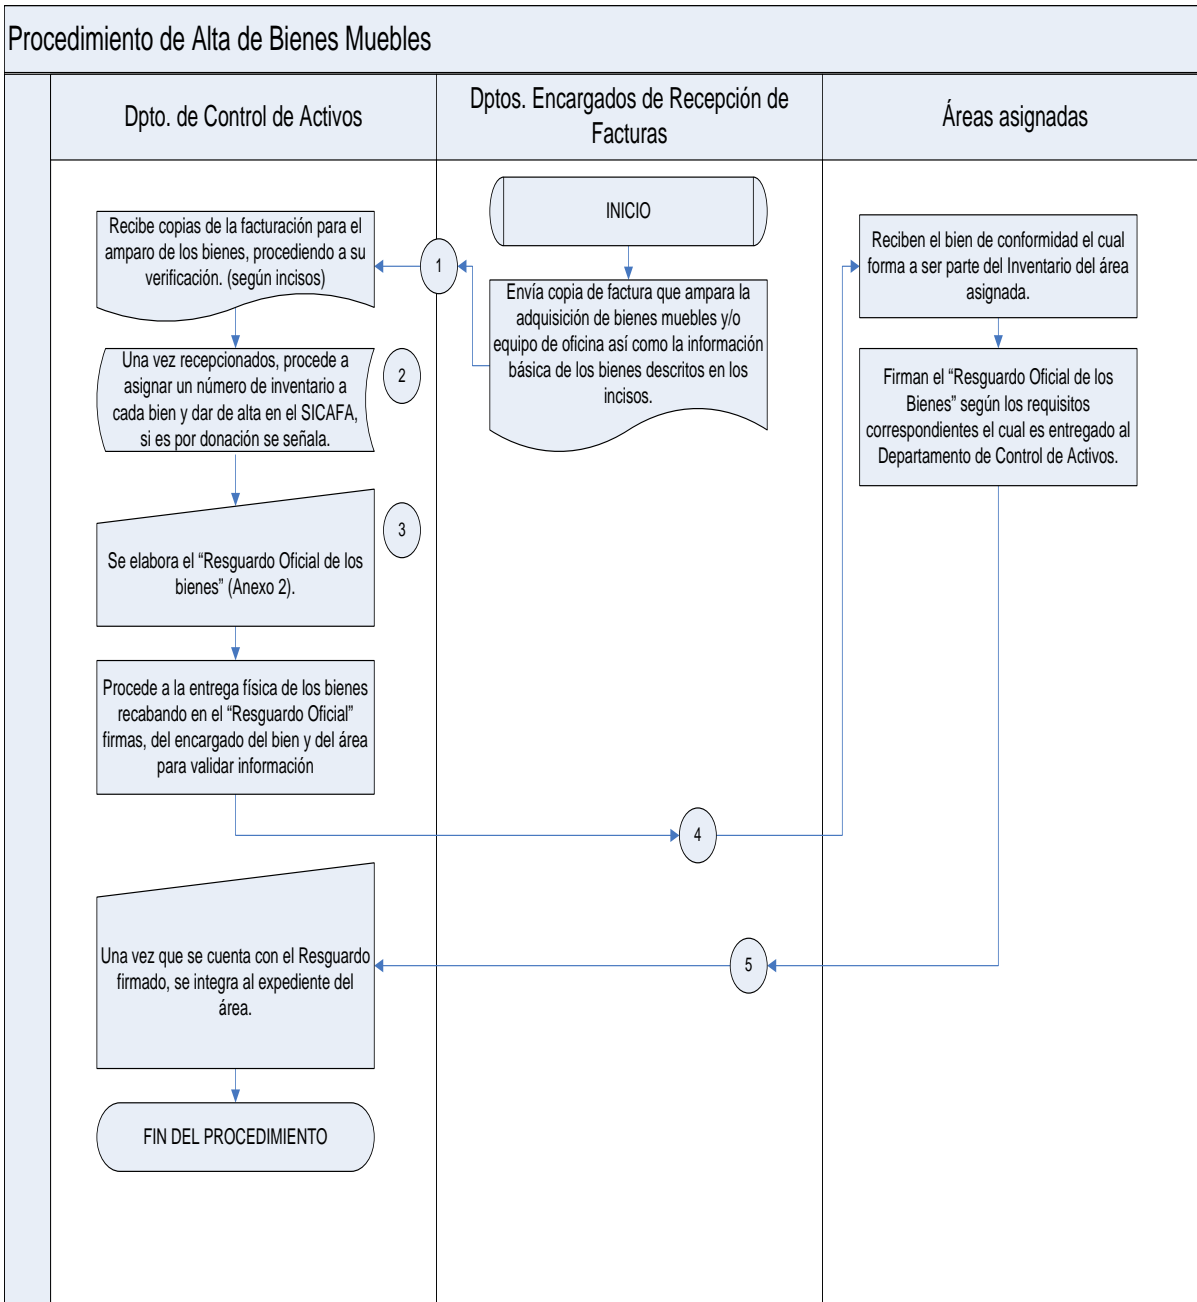 Procedimiento de Alta de Bienes Muebles
Dpto. de Control de Activos
Dptos. Encargados de Recepción de
Facturas
Áreas asignadas
INICIO
Envía copia de factura que ampara la
adquisición de bienes muebles y/o
equipo de oficina así como la información
básica de los bienes descritos en los
incisos.
1
Recibe copias de la facturación para el
amparo de los bienes, procediendo a su
verificación. (según incisos)
Una vez recepcionados, procede a
asignar un número de inventario a
cada bien y dar de alta en el SICAFA,
si es por donación se señala.
2
Se elabora el “Resguardo Oficial de los
bienes” (Anexo 2).
3
Procede a la entrega física de los bienes
recabando en el “Resguardo Oficial”
firmas, del encargado del bien y del área
para validar información
4
Reciben el bien de conformidad el cual
forma a ser parte del Inventario del área
asignada.
Firman el “Resguardo Oficial de los
Bienes” según los requisitos
correspondientes el cual es entregado al
Departamento de Control de Activos.
5
Una vez que se cuenta con el Resguardo
firmado, se integra al expediente del
área.
FIN DEL PROCEDIMIENTO